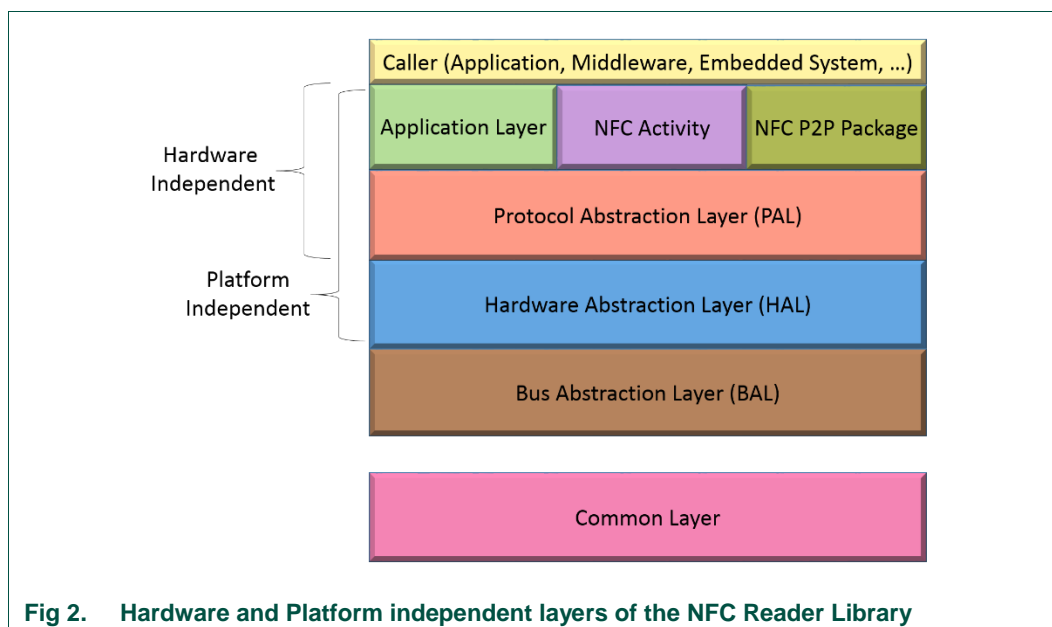 Caller (Application, Middleware, Embedded System, ...)
Application Layer
NFC Activity
NFC P2P Package
Hardware
Independent
Protocol Abstraction Layer (PAL)
Platform
Independent
Hardware Abstraction Layer (HAL)
Bus Abstraction Layer (BAL)
Common Layer
Fig 2. Hardware and Platform independent layers of the NFC Reader Library